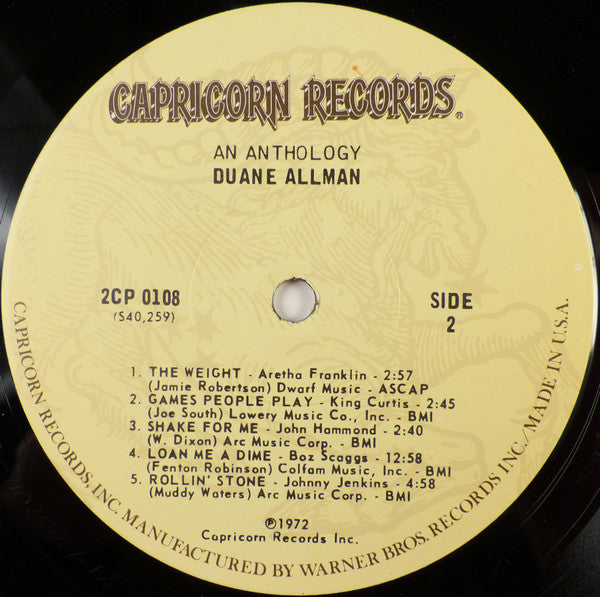 CAPRICORN RECORDS®
AN ANTHOLOGY
DUANE ALLMAN
2CP 0108
(S40,259)
SIDE
2
1. THE WEIGHT - Aretha Franklin - 2:57
(Jamie Robertson) Dwarf Music - ASCAP
2. GAMES PEOPLE PLAY - King Curtis - 2:45
(Joe South) Lowery Music Co., Inc. - BMI
3. SHAKE FOR ME - John Hammond - 2:40
(W. Dixon) Arc Music Corp. - BMI
4. LOAN ME A DIME - Boz Scaggs - 12:58
(Fenton Robinson) Colfam Music, Inc. - BMI
5. ROLLIN' STONE - Johnny Jenkins - 4:58
(Muddy Waters) Arc Music Corp. - BMI
℗1972
Capricorn Records Inc.
CAPRICORN RECORDS, INC. MANUFACTURED BY WARNER BROS. RECORDS INC./MADE IN U.S.A.